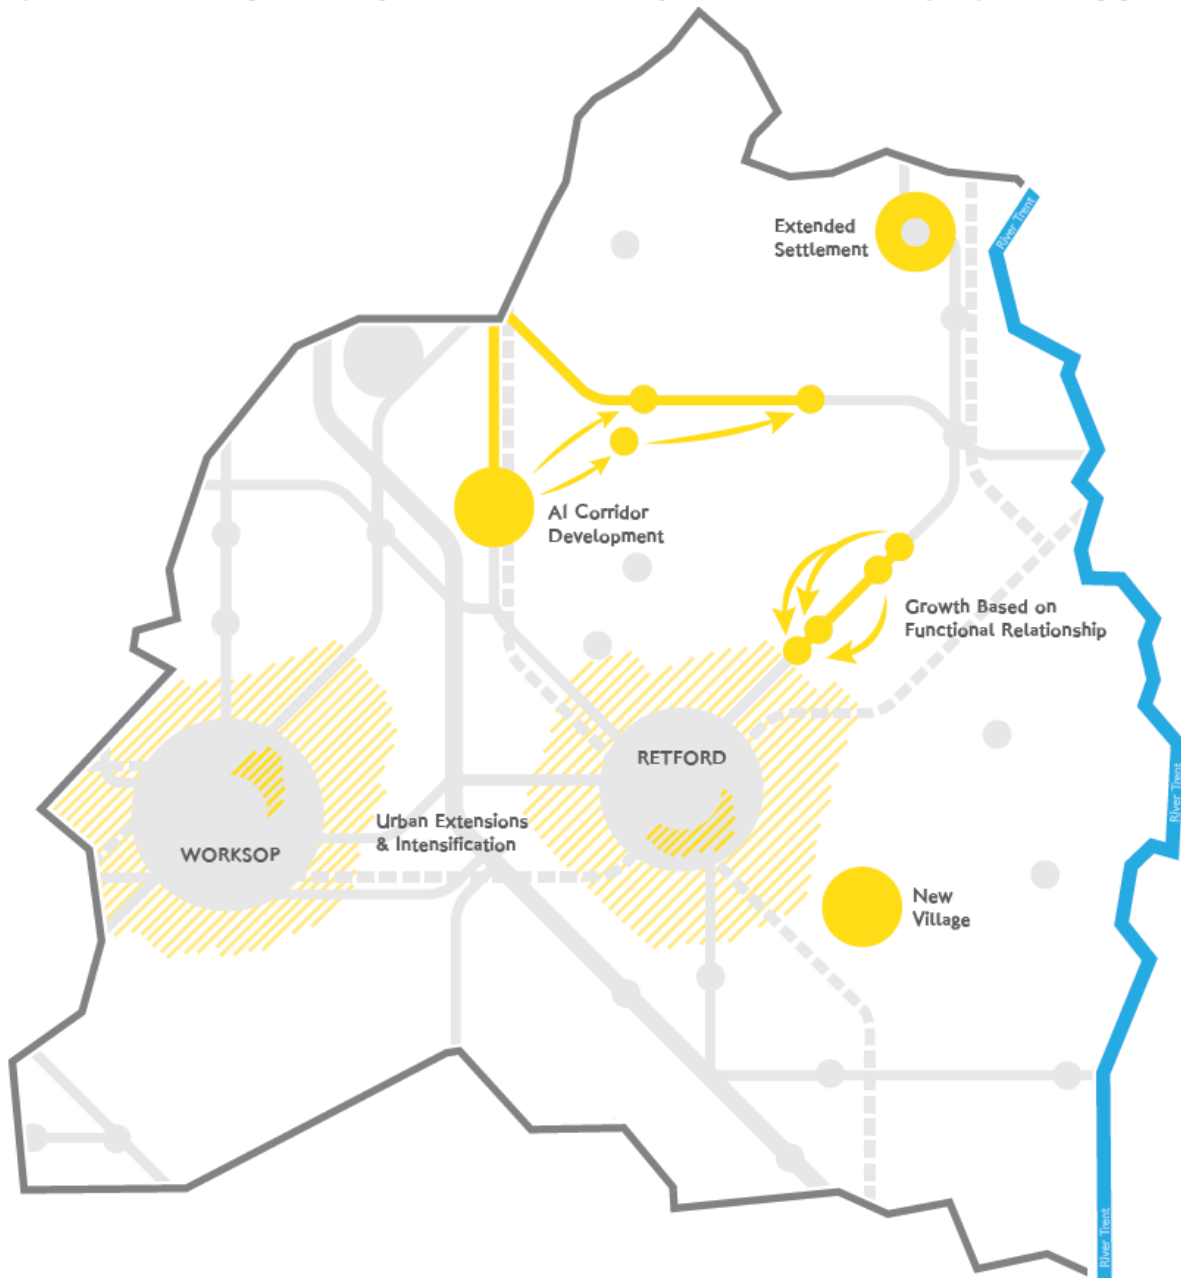 Extended
Settlement
River Trent
A1 Corridor
Development
Growth Based on
Functional Relationship
RETFORD
River Trent
Urban Extensions
& Intensification
WORKSOP
New
Village
River Trent